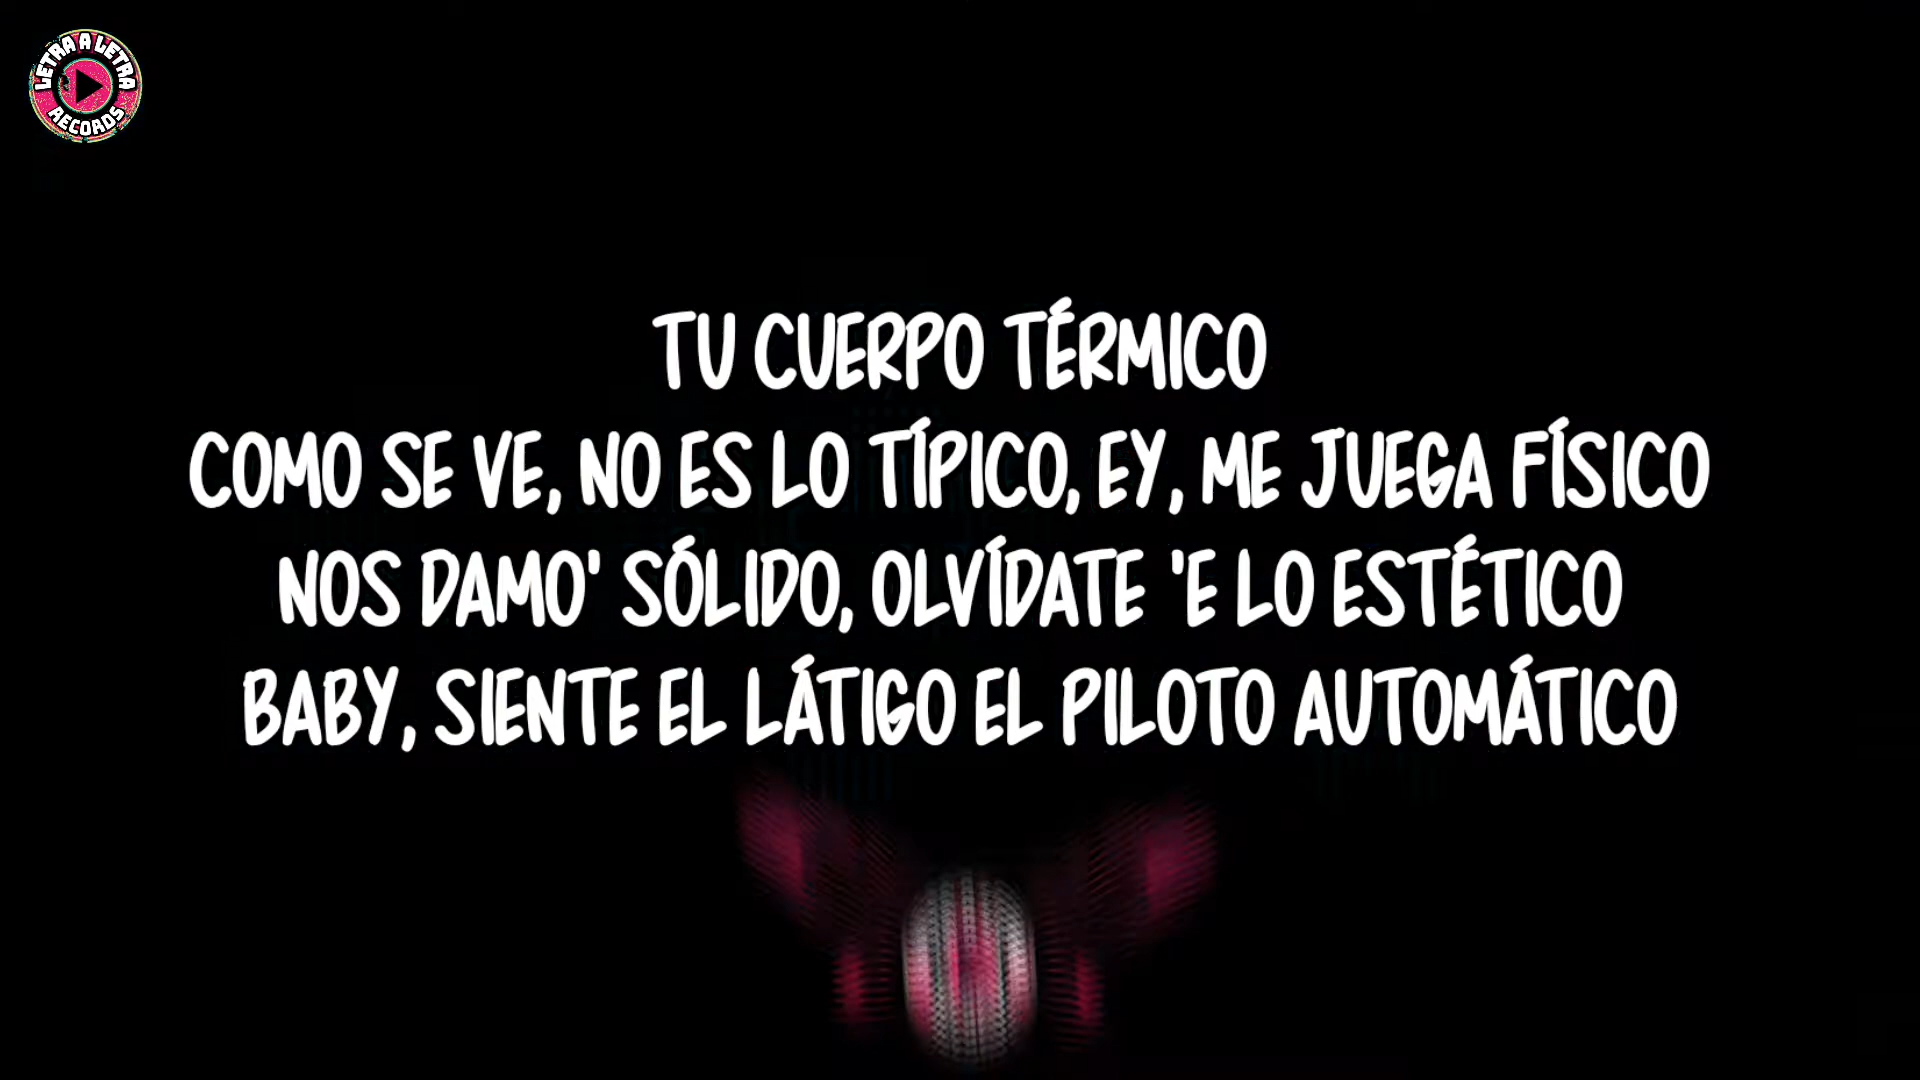 LETRA A LETRA
RECORDS
TU CUERPO TÉRMICO
COMO SE VE, NO ES LO TÍPICO, EY, ME JUEGA FÍSICO
NOS DAMO' SÓLIDO, OLVÍDATE 'E LO ESTÉTICO
BABY, SIENTE EL LÁTIGO EL PILOTO AUTOMÁTICO